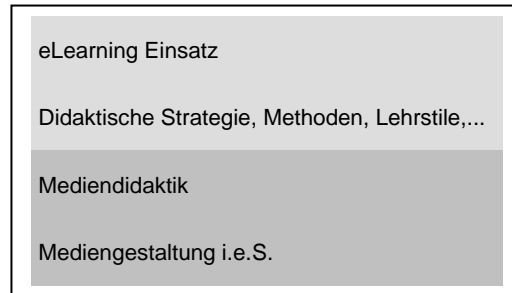 eLearning Einsatz
Didaktische Strategie, Methoden, Lehrstile,...
Mediendidaktik
Mediengestaltung i.e.S.